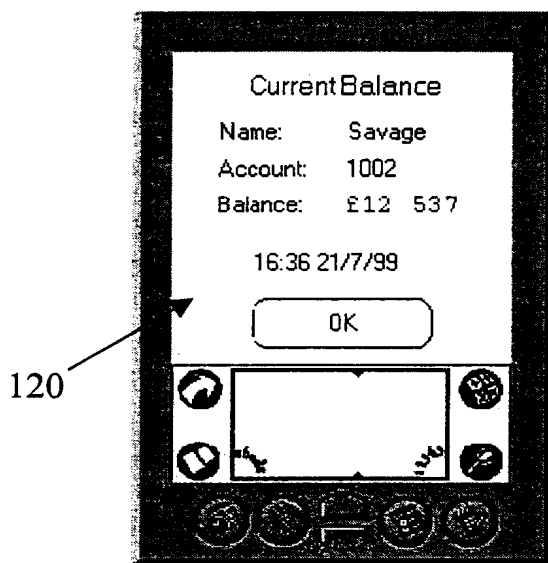 Current Balance
Name: Savage
Account: 1002
Balance: £12 537
16:36 21/7/99
OK
120